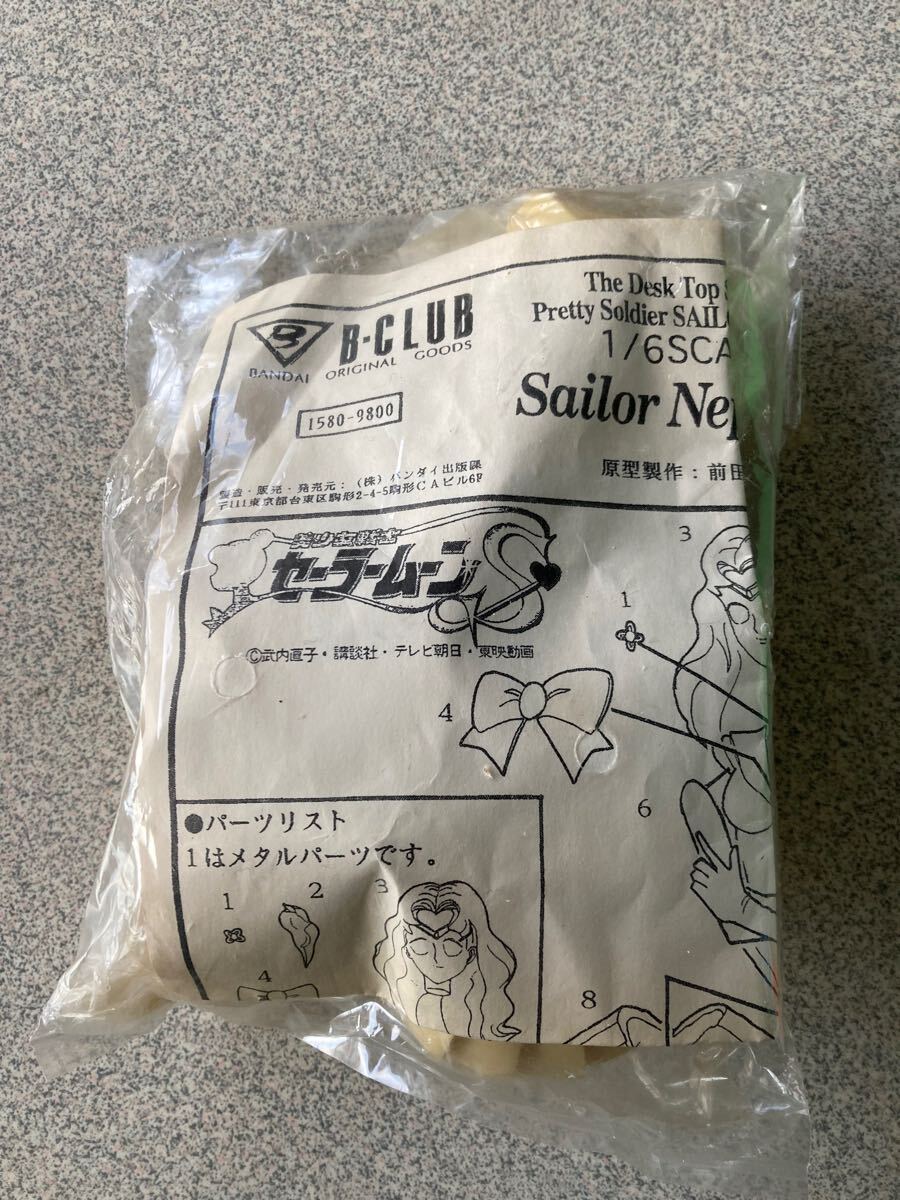 B-CLUB
BANDAI ORIGINAL GOODS
1580-9800
製造・販売・発売元：(株)バンダイ出版課
〒111東京都台東区駒形2-4-5駒形CAビル6F
The Desk Top
Pretty Soldier SAIL
1/6SCA
Sailor Nep
原型製作：前田
美少女戦士
セーラームーンS
©武内直子・講談社・テレビ朝日・東映動画
3
1
4
6
●パーツリスト
1はメタルパーツです。
1
2
3
4
8